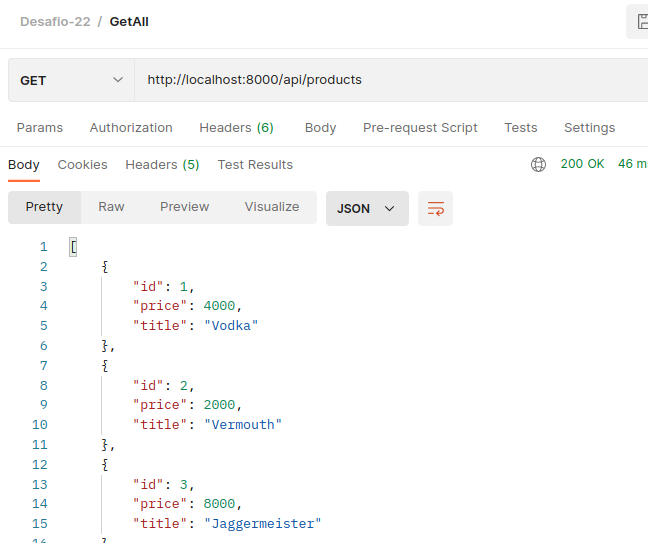 Desafio-22 / GetAll
GET http://localhost:8000/api/products
Params Authorization Headers (6) Body Pre-request Script Tests Settings
Body Cookies Headers (5) Test Results 200 OK 46 m
Pretty Raw Preview Visualize JSON
1 [
2 {
3 "id": 1,
4 "price": 4000,
5 "title": "Vodka"
6 },
7 {
8 "id": 2,
9 "price": 2000,
10 "title": "Vermouth"
11 },
12 {
13 "id": 3,
14 "price": 8000,
15 "title": "Jaggermeister"